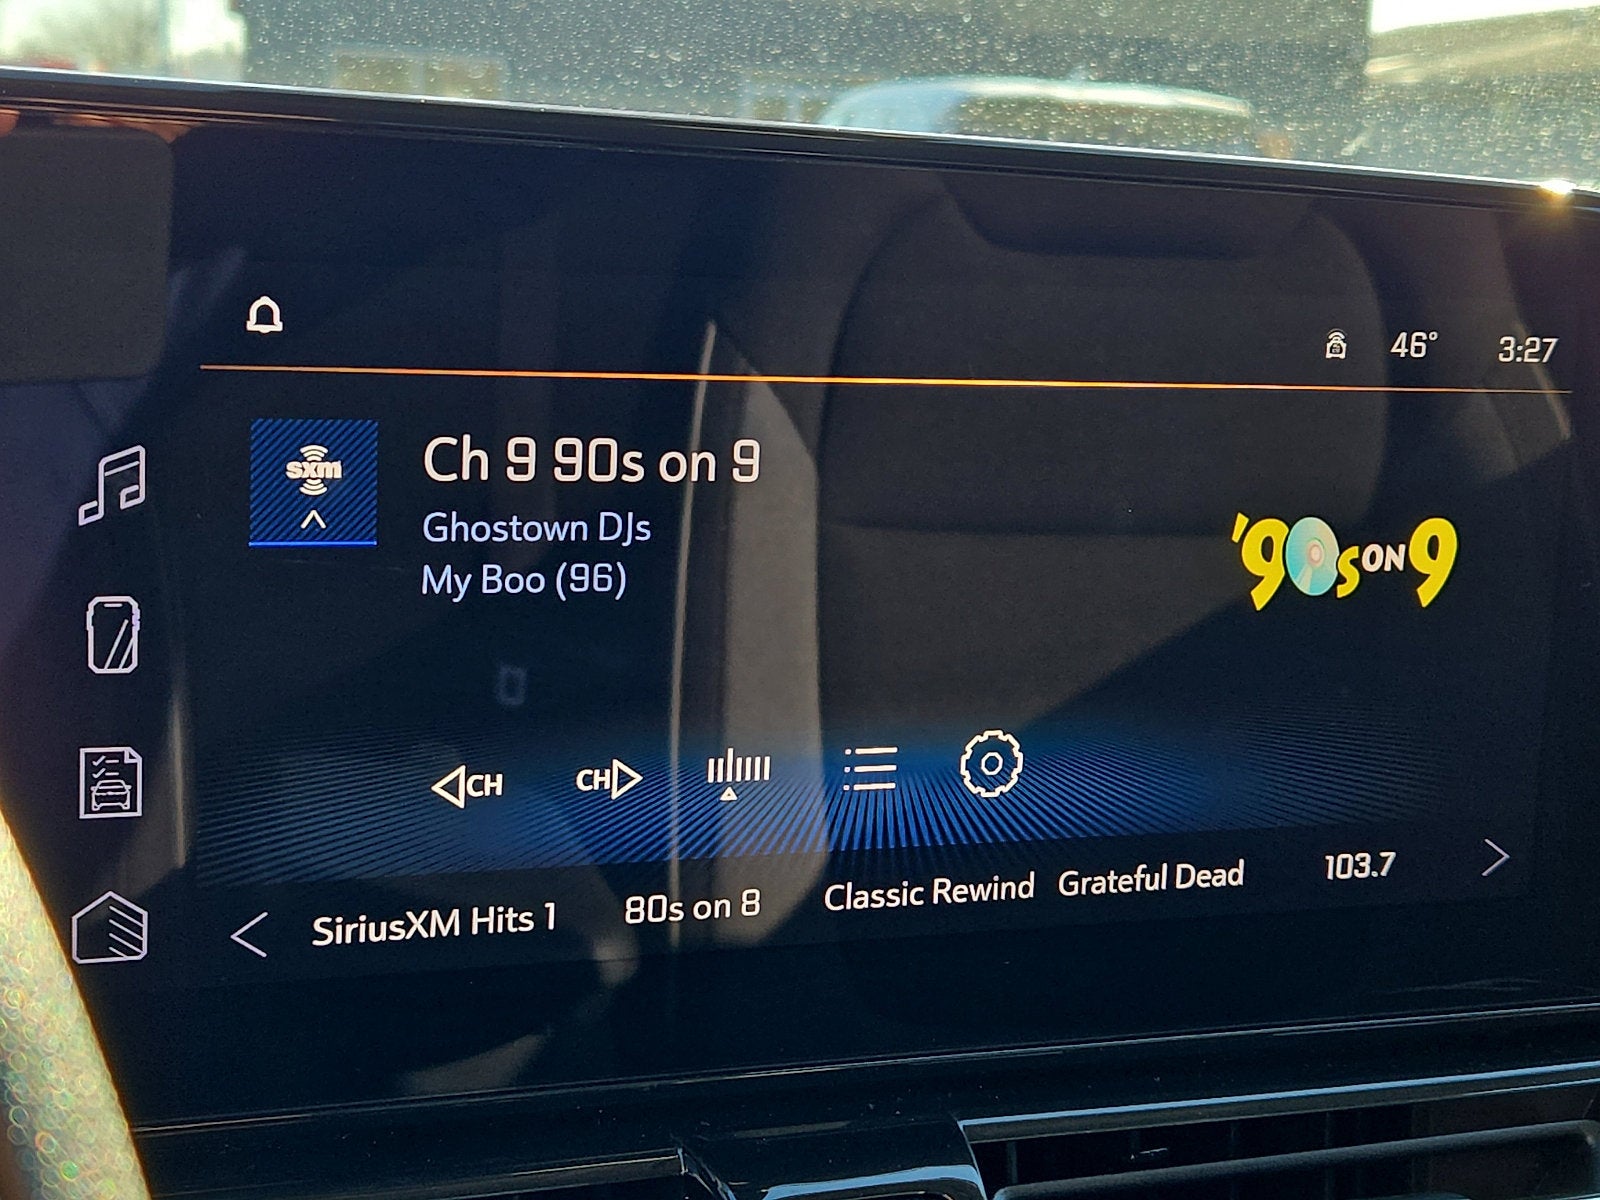 46° 3:27
sxm
Ch 9 90s on 9
Ghostown DJs
My Boo (96)
'90s ON 9
CH CH
SiriusXM Hits 1 80s on 8 Classic Rewind Grateful Dead 103.7